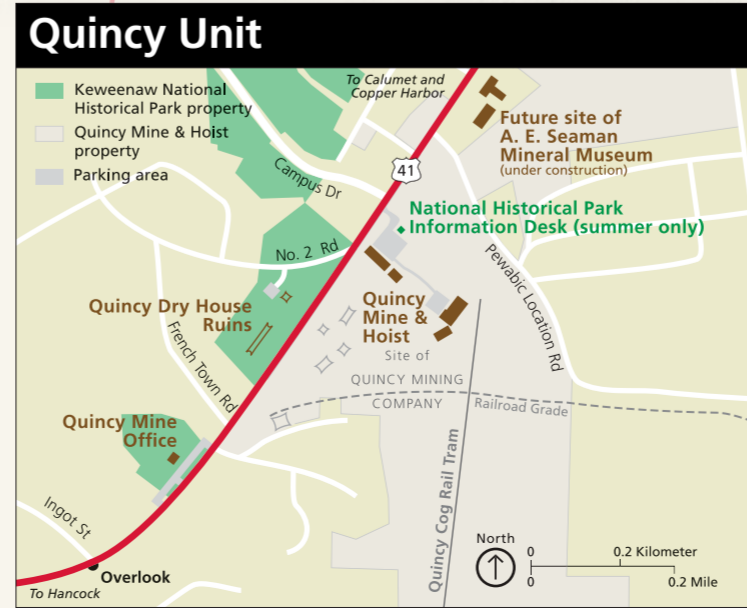 Quincy Unit
Keweenaw National
Historical Park property
Quincy Mine & Hoist
property
Parking area
To Calumet and
Copper Harbor
Future site of
A. E. Seaman
Mineral Museum
(under construction)
41
Campus Dr
National Historical Park
Information Desk (summer only)
No. 2 Rd
Pewabic Location Rd
Quincy Dry House
Ruins
Quincy
Mine &
Hoist
French Town Rd
Site of
QUINCY MINING
COMPANY
Railroad Grade
Quincy Mine
Office
Quincy Cog Rail Tram
Ingot St
Overlook
To Hancock
North
0 0.2 Kilometer
0 0.2 Mile